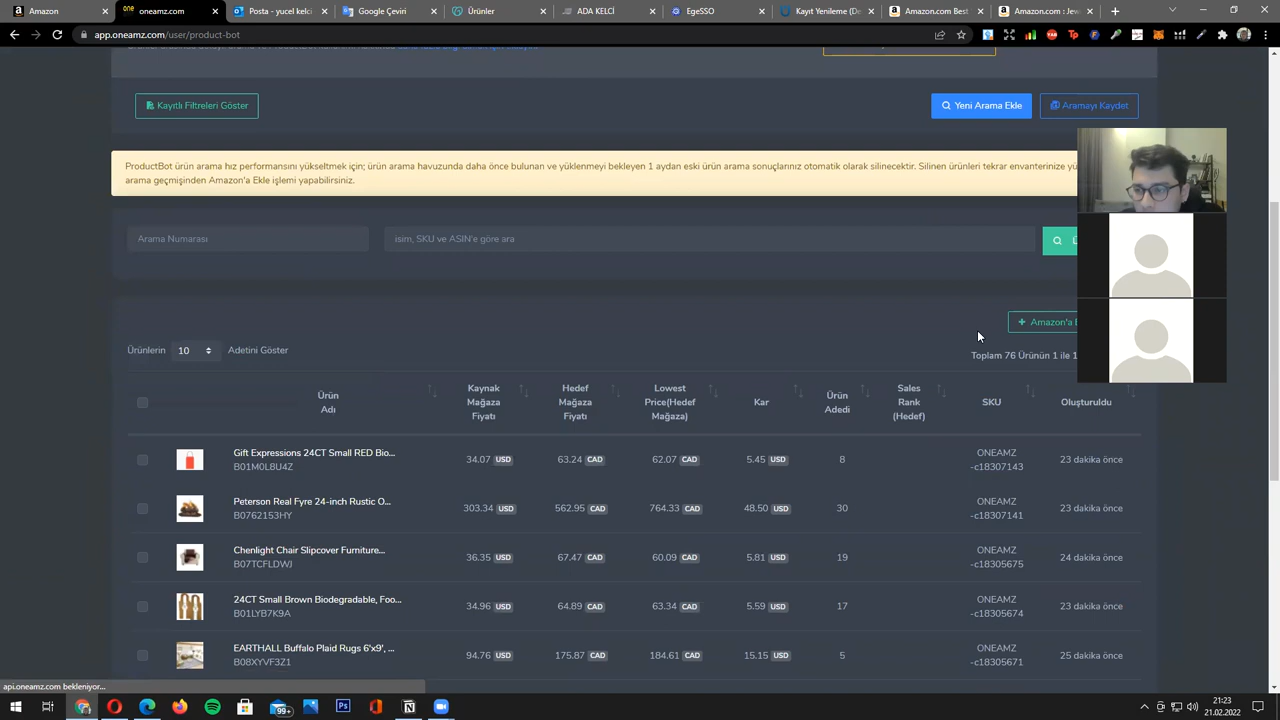 Amazon
oneamz.com
Posta - yucel kelci
Google Çeviri
Ürünler
ADA KELCİ
EgeSSO
Kayıt Yenileme (De
Amazon.com Best
Amazon.com : Jew
app.oneamz.com/user/product-bot
Kayıtlı Filtreleri Göster
Yeni Arama Ekle
Aramayı Kaydet
ProductBot ürün arama hız performansını yükseltmek için; ürün arama havuzunda daha önce bulunan ve yüklenmeyi bekleyen 1 aydan eski ürün arama sonuçlarınız otomatik olarak silinecektir. Silinen ürünleri tekrar envanterinize yü
arama geçmişinden Amazon'a Ekle işlemi yapabilirsiniz.
Arama Numarası
isim, SKU ve ASIN'e göre ara
Amazon'a E
Ürünlerin 10 Adetini Göster
Toplam 76 Ürünün 1 ile 1
Ürün Adı
Kaynak Mağaza Fiyatı
Hedef Mağaza Fiyatı
Lowest Price(Hedef Mağaza)
Kar
Ürün Adedi
Sales Rank (Hedef)
SKU
Oluşturuldu
Gift Expressions 24CT Small RED Bio...
B01M0L8U4Z
34.07 USD
63.24 CAD
62.07 CAD
5.45 USD
8
ONEAMZ
-c18307143
23 dakika önce
Peterson Real Fyre 24-inch Rustic O...
B0762153HY
303.34 USD
562.95 CAD
764.33 CAD
48.50 USD
30
ONEAMZ
-c18307141
23 dakika önce
Chenlight Chair Slipcover Furniture...
B07TCFLDWJ
36.35 USD
67.47 CAD
60.09 CAD
5.81 USD
19
ONEAMZ
-c18305675
24 dakika önce
24CT Small Brown Biodegradable, Foo...
B01LYB7K9A
34.96 USD
64.89 CAD
63.34 CAD
5.59 USD
17
ONEAMZ
-c18305674
23 dakika önce
EARTHALL Buffalo Plaid Rugs 6'x9', ...
B08XYVF3Z1
94.76 USD
175.87 CAD
184.61 CAD
15.15 USD
5
ONEAMZ
-c18305671
25 dakika önce
api.oneamz.com bekleniyor...
99+
21:23
21.02.2022